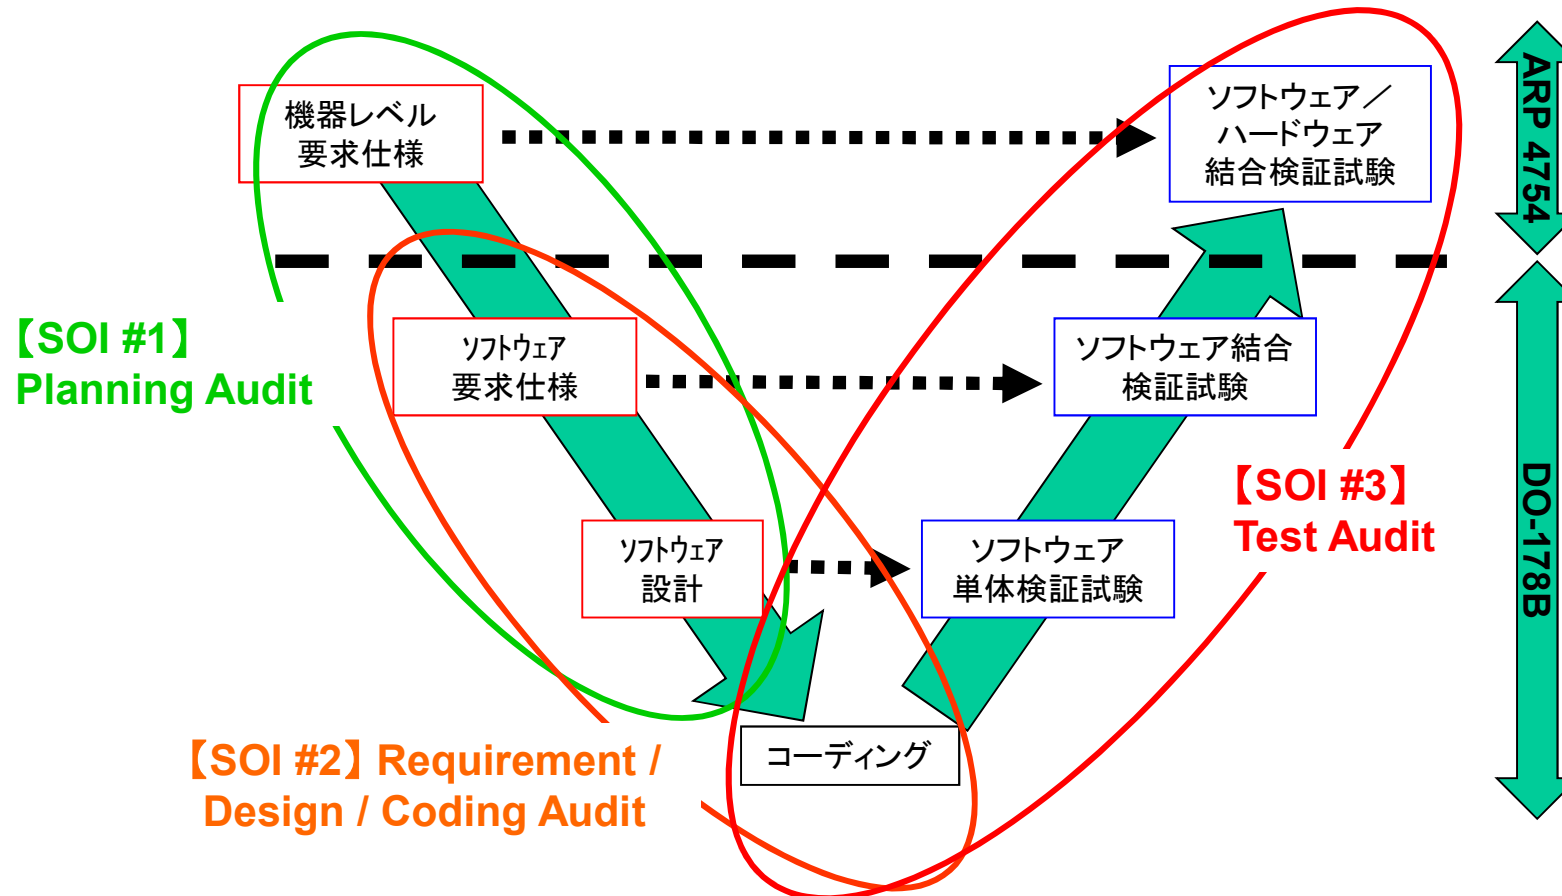 機器レベル
要求仕様
ソフトウェア／
ハードウェア
結合検証試験
ARP 4754
【SOI #1】
Planning Audit
ソフトウェア
要求仕様
ソフトウェア結合
検証試験
【SOI #3】
Test Audit
DO-178B
ソフトウェア
設計
ソフトウェア
単体検証試験
コーディング
【SOI #2】 Requirement /
Design / Coding Audit